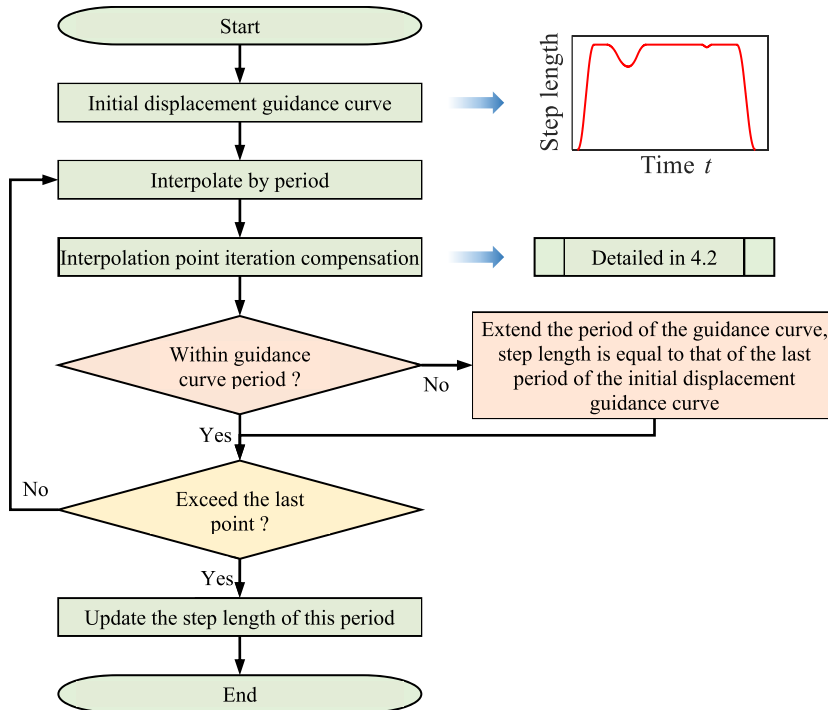 Start
Initial displacement guidance curve
Step length
Time t
Interpolate by period
Interpolation point iteration compensation
Detailed in 4.2
Within guidance
curve period ?
No
Extend the period of the guidance curve,
step length is equal to that of the last
period of the initial displacement
guidance curve
Yes
No
Exceed the last
point ?
Yes
Update the step length of this period
End